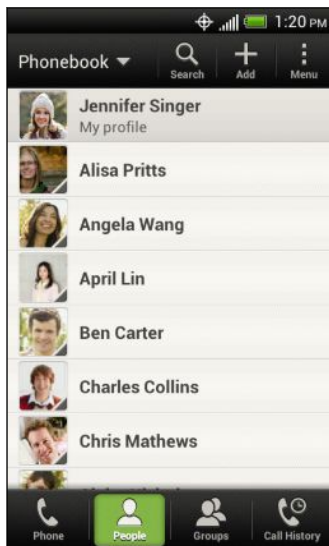 1:20 PM
Phonebook
Search
Add
Menu
Jennifer Singer
My profile
Alisa Pritts
Angela Wang
April Lin
Ben Carter
Charles Collins
Chris Mathews
Phone
People
Groups
Call History